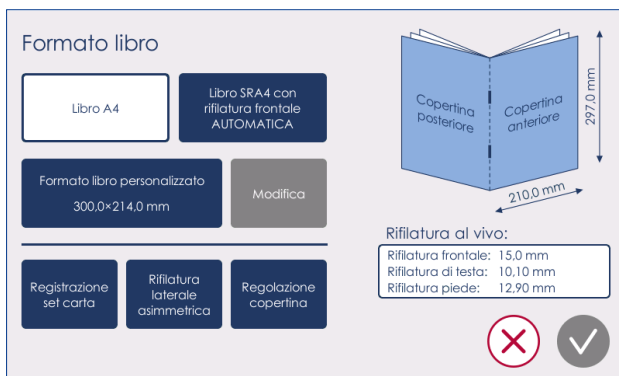 Formato libro
Libro A4
Libro SRA4 con
rifilatura frontale
AUTOMATICA
Formato libro personalizzato
300,0×214,0 mm
Modifica
Registrazione
set carta
Rifilatura
laterale
asimmetrica
Regolazione
copertina
Copertina
posteriore
Copertina
anteriore
297,0 mm
210,0 mm
Rifilatura al vivo:
Rifilatura frontale: 15,0 mm
Rifilatura di testa: 10,10 mm
Rifilatura piede: 12,90 mm